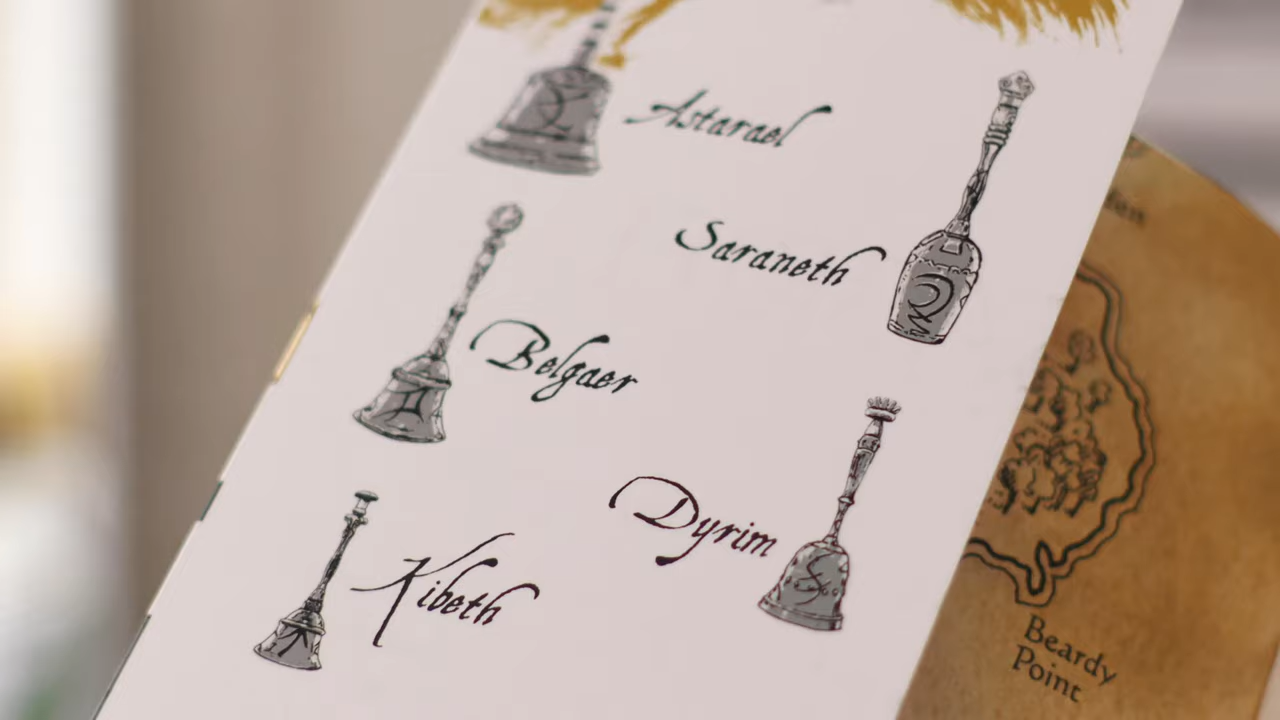 Astarael
Saraneth
Belgaer
Dyrim
Kibeth
Beardy
Point